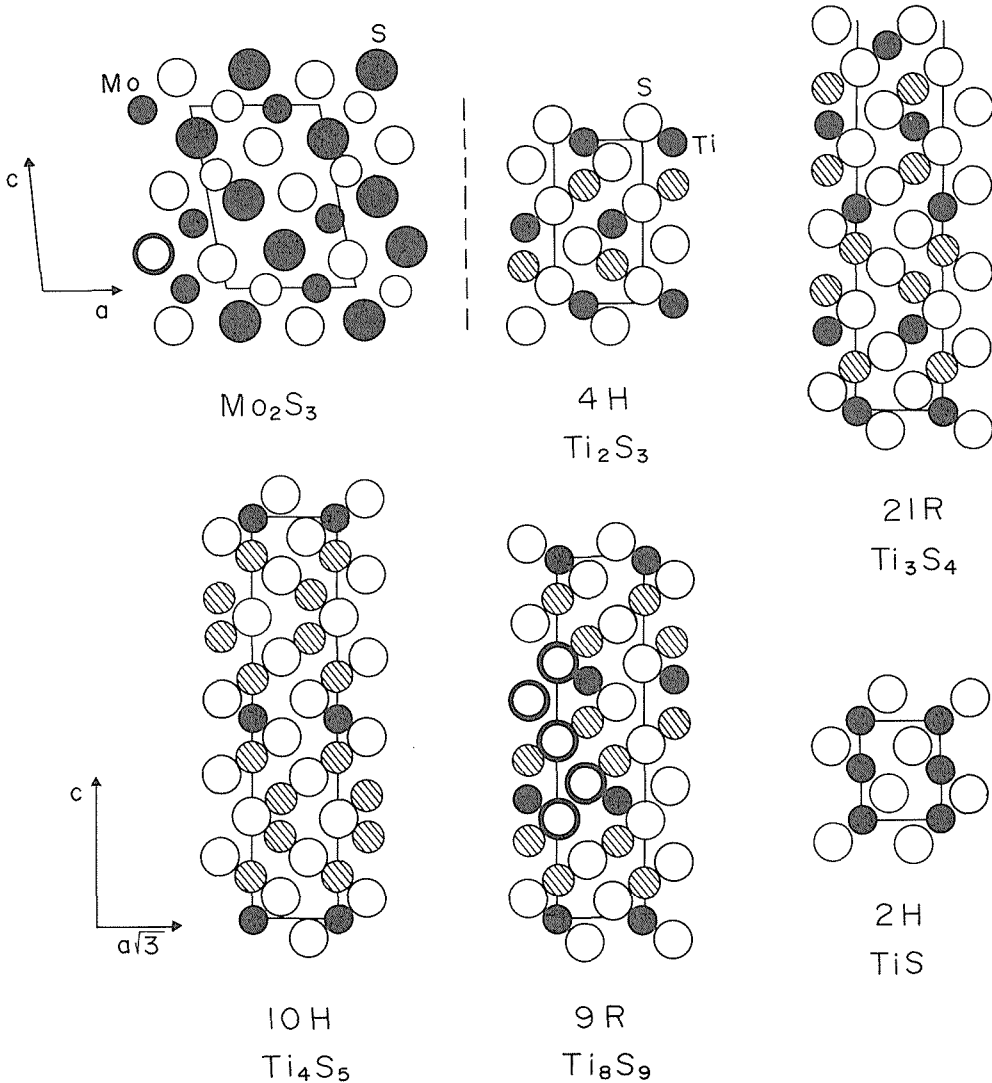 S
Mo
c
a
Mo₂S₃
S
Ti
4H
Ti₂S₃
21R
Ti₃S₄
c
a√3
10H
Ti₄S₅
9R
Ti₈S₉
2H
TiS